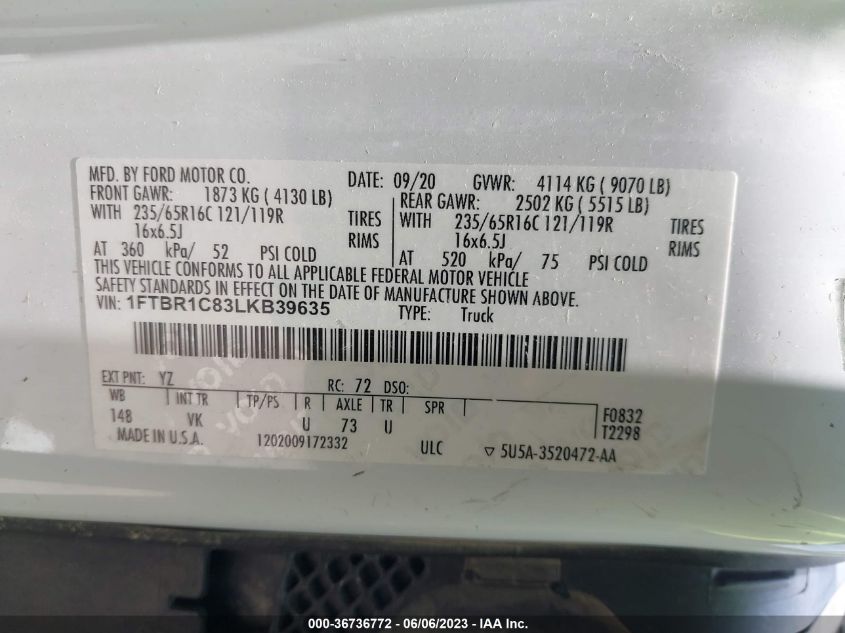 MFD. BY FORD MOTOR CO. DATE: 09/20 GVWR: 4114 KG ( 9070 LB)
FRONT GAWR: 1873 KG ( 4130 LB) REAR GAWR: 2502 KG ( 5515 LB)
WITH 235/65R16C 121/119R TIRES WITH 235/65R16C 121/119R TIRES
16x6.5J RIMS 16x6.5J RIMS
AT 360 kPa/ 52 PSI COLD AT 520 kPa/ 75 PSI COLD
THIS VEHICLE CONFORMS TO ALL APPLICABLE FEDERAL MOTOR VEHICLE
SAFETY STANDARDS IN EFFECT ON THE DATE OF MANUFACTURE SHOWN ABOVE.
VIN: 1FTBR1C83LKB39635 TYPE: Truck
EXT PNT: YZ RC: 72 DSO:
WB INT TR TP/PS R AXLE TR SPR F0832
148 VK U 73 U T2298
MADE IN U.S.A. 1202009172332 ULC ▽ 5U5A-3520472-AA
000-36736772 - 06/06/2023 - IAA Inc.